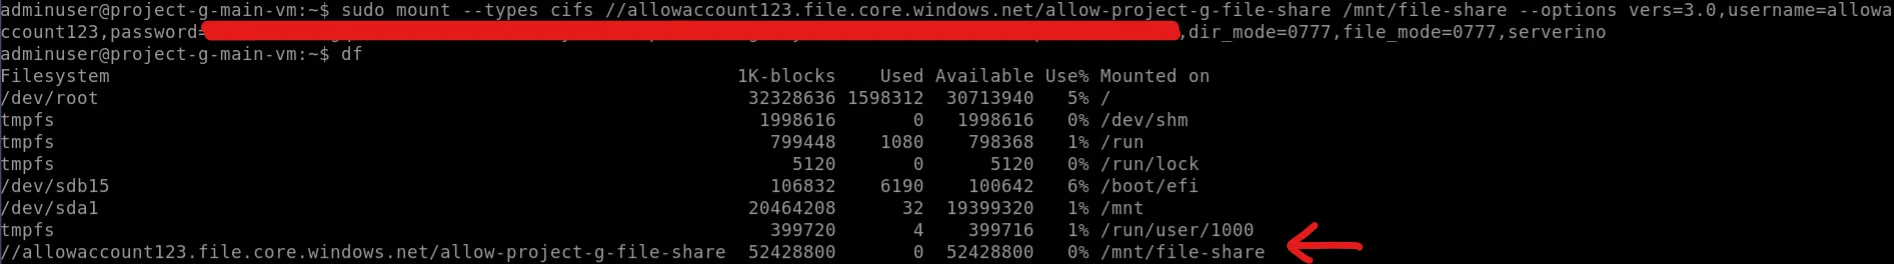 adminuser@project-g-main-vm:~$ sudo mount --types cifs //allowaccount123.file.core.windows.net/allow-project-g-file-share /mnt/file-share --options vers=3.0,username=allowa
ccount123,password= ,dir_mode=0777,file_mode=0777,serverino
adminuser@project-g-main-vm:~$ df
Filesystem 1K-blocks Used Available Use% Mounted on
/dev/root 32328636 1598312 30713940 5% /
tmpfs 1998616 0 1998616 0% /dev/shm
tmpfs 799448 1080 798368 1% /run
tmpfs 5120 0 5120 0% /run/lock
/dev/sdb15 106832 6190 100642 6% /boot/efi
/dev/sda1 20464208 32 19399320 1% /mnt
tmpfs 399720 4 399716 1% /run/user/1000
//allowaccount123.file.core.windows.net/allow-project-g-file-share 52428800 0 52428800 0% /mnt/file-share